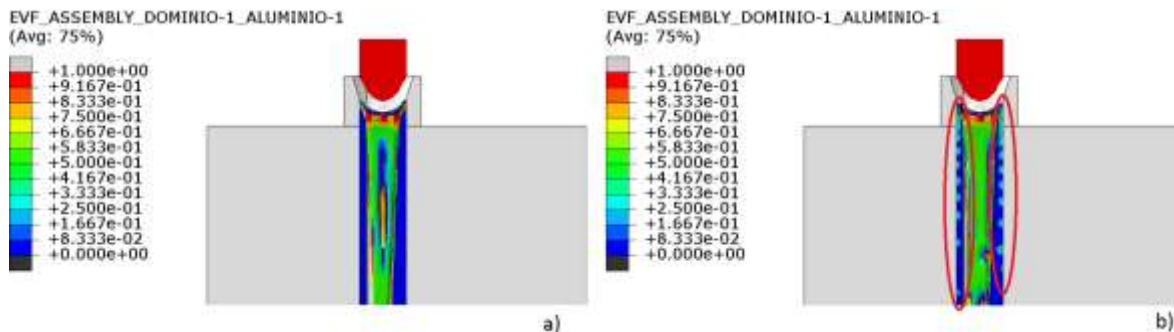 EVF_ASSEMBLY_DOMINIO-1_ALUMINIO-1
(Avg: 75%)
+1.000e+00
+9.167e-01
+8.333e-01
+7.500e-01
+6.667e-01
+5.833e-01
+5.000e-01
+4.167e-01
+3.333e-01
+2.500e-01
+1.667e-01
+8.333e-02
+0.000e+00
a)
EVF_ASSEMBLY_DOMINIO-1_ALUMINIO-1
(Avg: 75%)
+1.000e+00
+9.167e-01
+8.333e-01
+7.500e-01
+6.667e-01
+5.833e-01
+5.000e-01
+4.167e-01
+3.333e-01
+2.500e-01
+1.667e-01
+8.333e-02
+0.000e+00
b)